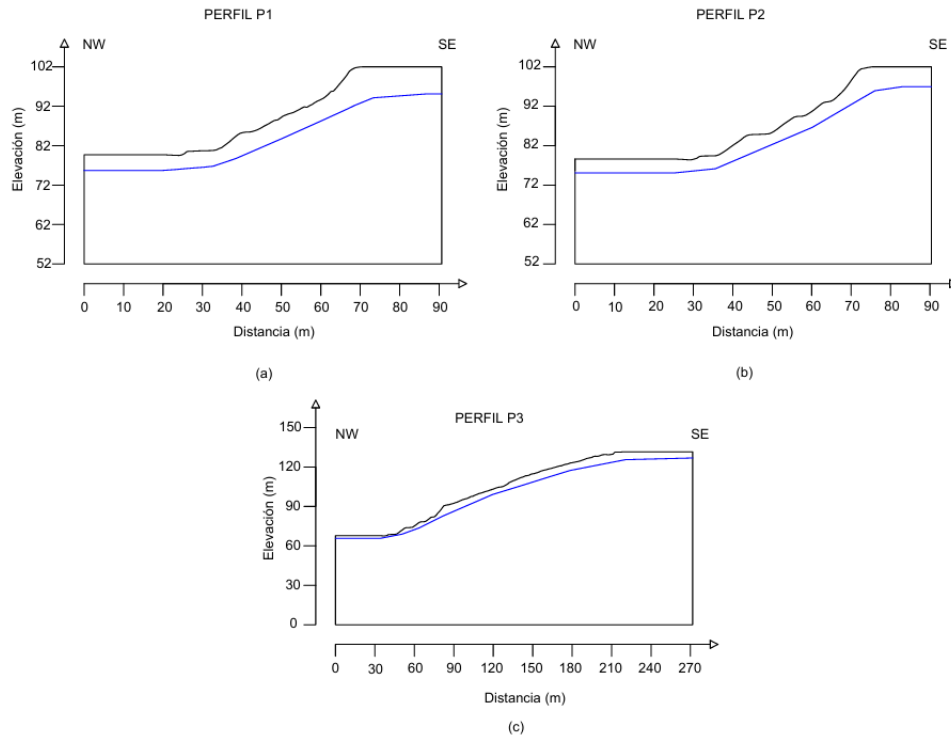 PERFIL P1
NW
SE
102
92
82
72
62
52
Elevación (m)
0 10 20 30 40 50 60 70 80 90
Distancia (m)
(a)
PERFIL P2
NW
SE
102
92
82
72
62
52
Elevación (m)
0 10 20 30 40 50 60 70 80 90
Distancia (m)
(b)
PERFIL P3
NW
SE
150
120
90
60
30
0
Elevación (m)
0 30 60 90 120 150 180 210 240 270
Distancia (m)
(c)